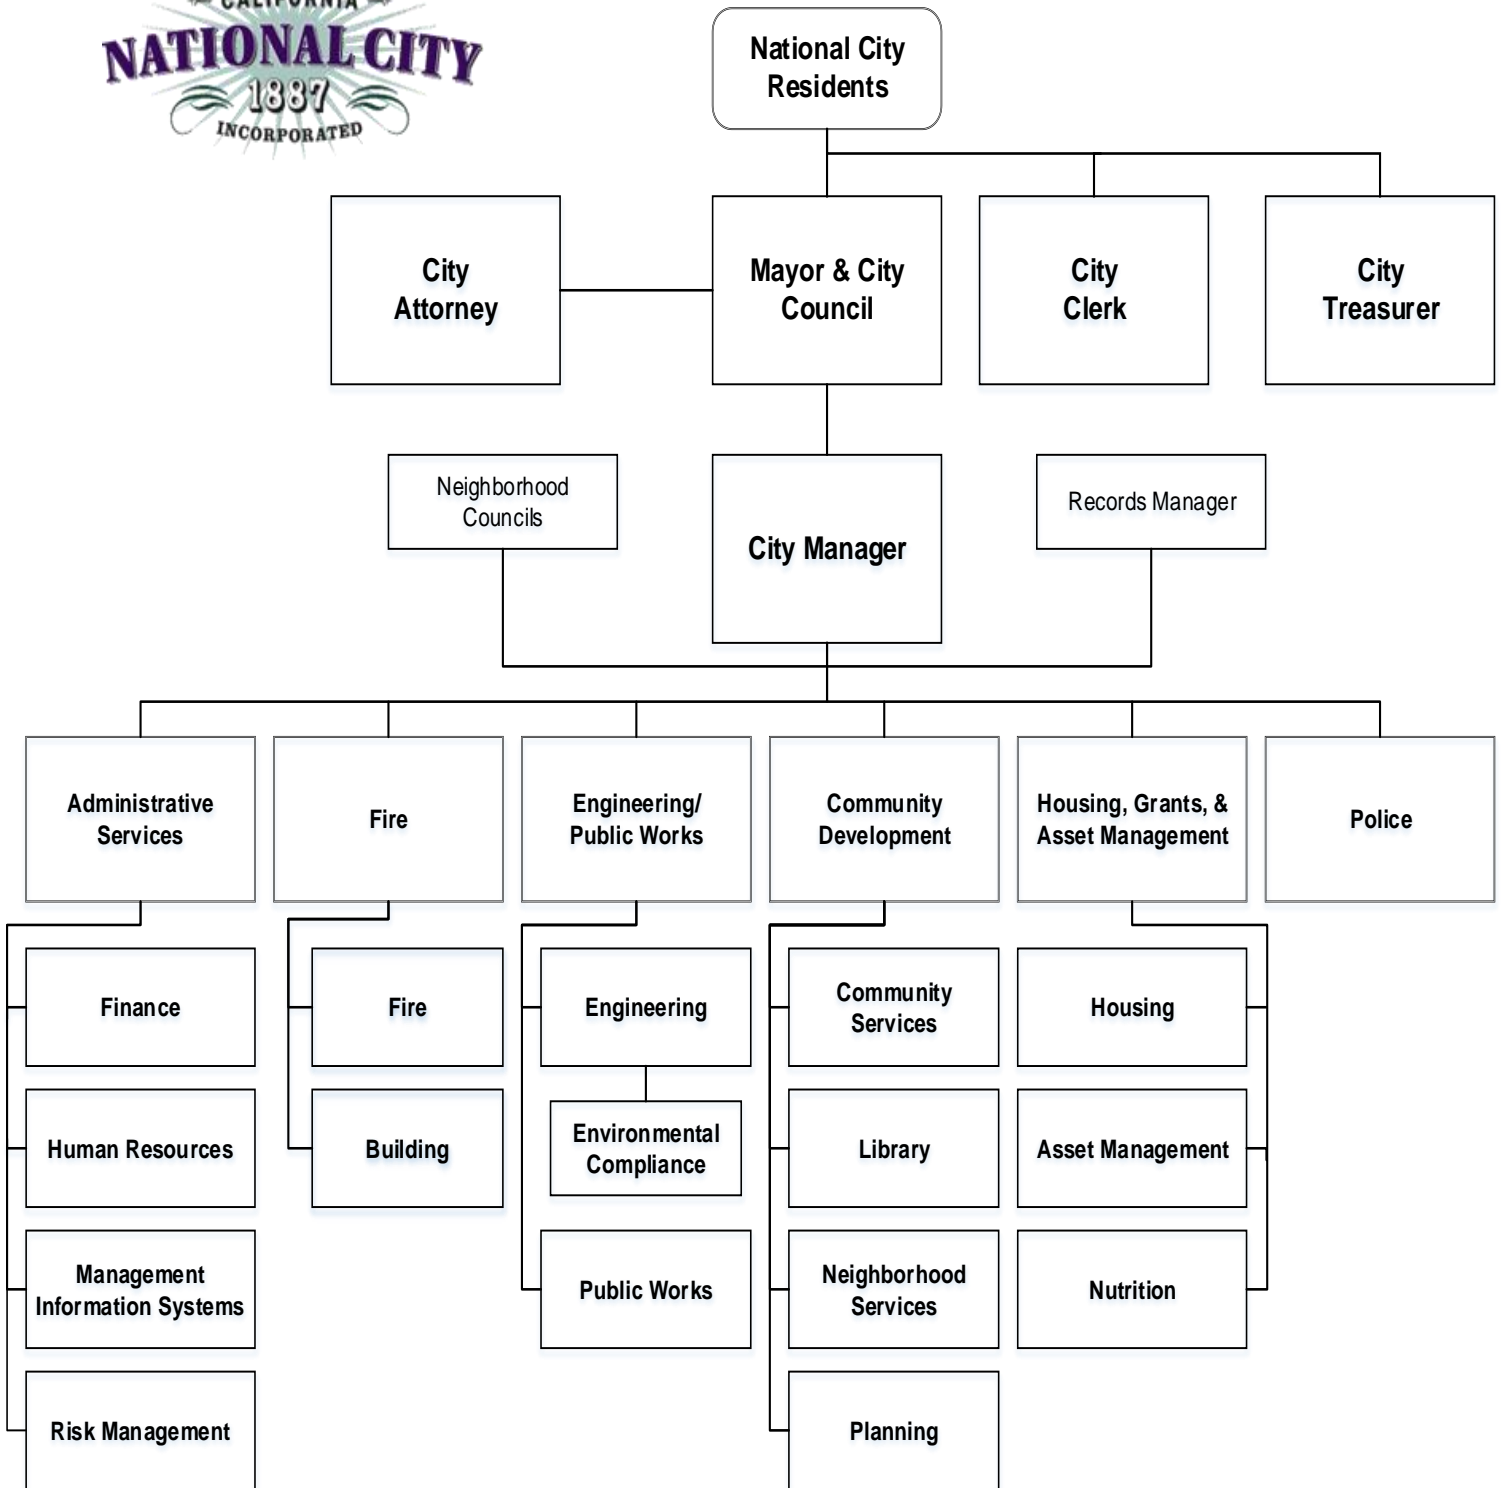 CALIFORNIA
NATIONAL CITY
1887
INCORPORATED
National City
Residents
City
Attorney
Mayor & City
Council
City
Clerk
City
Treasurer
Neighborhood
Councils
City Manager
Records Manager
Administrative
Services
Fire
Engineering/
Public Works
Community
Development
Housing, Grants, &
Asset Management
Police
Finance
Fire
Engineering
Community
Services
Housing
Human Resources
Building
Environmental
Compliance
Library
Asset Management
Management
Information Systems
Public Works
Neighborhood
Services
Nutrition
Risk Management
Planning